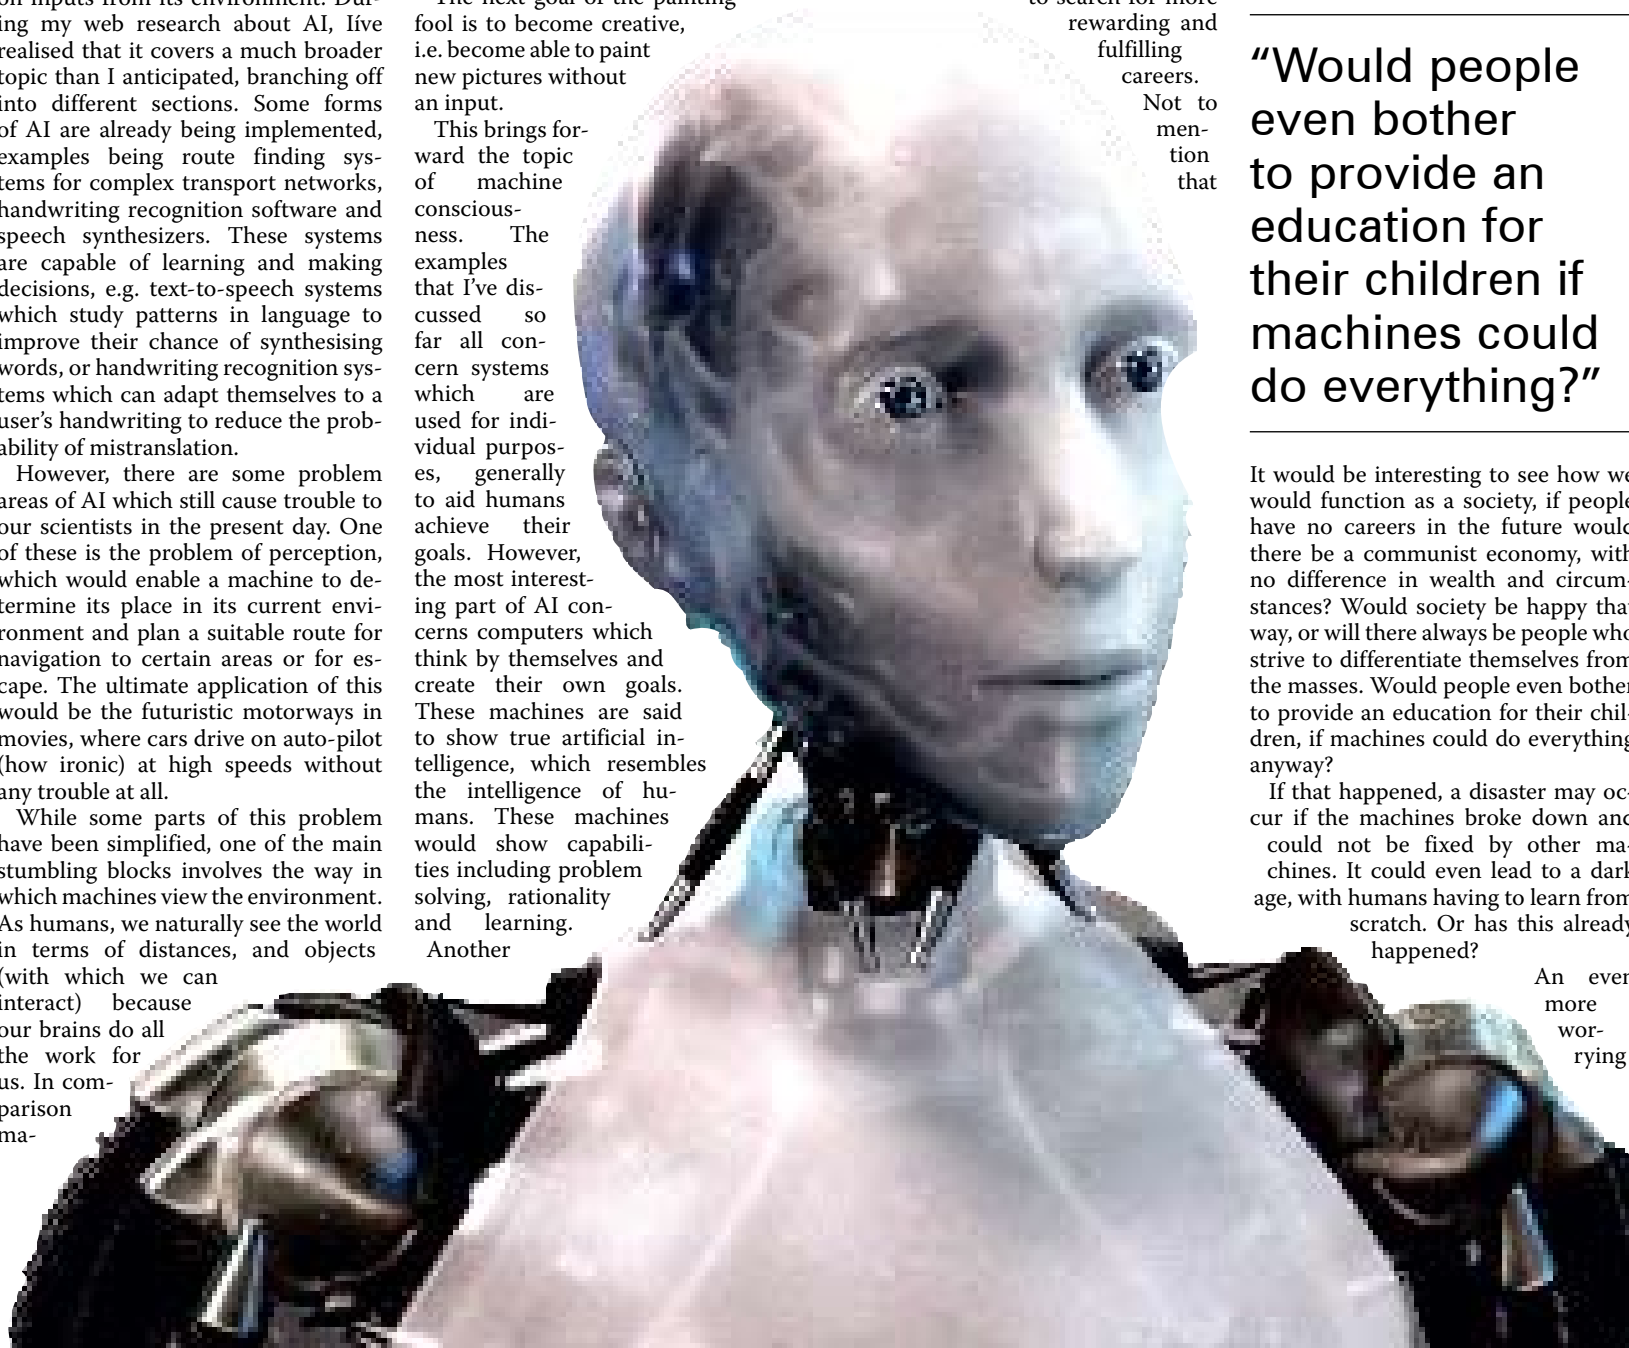 on inputs from its environment. Dur-
ing my web research about AI, Iíve
realised that it covers a much broader
topic than I anticipated, branching off
into different sections. Some forms
of AI are already being implemented,
examples being route finding sys-
tems for complex transport networks,
handwriting recognition software and
speech synthesizers. These systems
are capable of learning and making
decisions, e.g. text-to-speech systems
which study patterns in language to
improve their chance of synthesising
words, or handwriting recognition sys-
tems which can adapt themselves to a
user’s handwriting to reduce the prob-
ability of mistranslation.
However, there are some problem
areas of AI which still cause trouble to
our scientists in the present day. One
of these is the problem of perception,
which would enable a machine to de-
termine its place in its current envi-
ronment and plan a suitable route for
navigation to certain areas or for es-
cape. The ultimate application of this
would be the futuristic motorways in
movies, where cars drive on auto-pilot
(how ironic) at high speeds without
any trouble at all.
While some parts of this problem
have been simplified, one of the main
stumbling blocks involves the way in
which machines view the environment.
As humans, we naturally see the world
in terms of distances, and objects
(with which we can
interact) because
our brains do all
the work for
us. In com-
parison
ma-
The next goal of the painting
fool is to become creative,
i.e. become able to paint
new pictures without
an input.
This brings for-
ward the topic
of machine
conscious-
ness. The
examples
that I’ve dis-
cussed so
far all con-
cern systems
which are
used for indi-
vidual purpos-
es, generally
to aid humans
achieve their
goals. However,
the most interest-
ing part of AI con-
cerns computers which
think by themselves and
create their own goals.
These machines are said
to show true artificial in-
telligence, which resembles
the intelligence of hu-
mans. These machines
would show capabili-
ties including problem
solving, rationality
and learning.
Another
to search for more
rewarding and
fulfilling
careers.
Not to
men-
tion
that
“Would people
even bother
to provide an
education for
their children if
machines could
do everything?”
It would be interesting to see how we
would function as a society, if people
have no careers in the future would
there be a communist economy, with
no difference in wealth and circum-
stances? Would society be happy that
way, or will there always be people who
strive to differentiate themselves from
the masses. Would people even bother
to provide an education for their chil-
dren, if machines could do everything
anyway?
If that happened, a disaster may oc-
cur if the machines broke down and
could not be fixed by other ma-
chines. It could even lead to a dark
age, with humans having to learn from
scratch. Or has this already
happened?
An even
more
wor-
rying